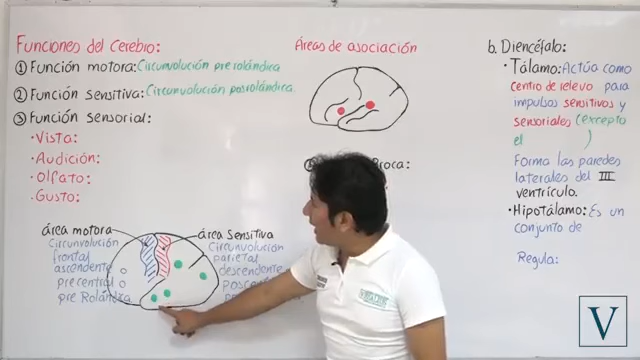 Funciones del Cerebro:
① Función motora: Circunvolución prerolándica
② Función Sensitiva: Circunvolución posrolándica.
③ Función Sensorial:
• Vista:
• Audición:
• Olfato:
• Gusto:
área motora
Circunvolución
frontal
ascendente
precentral
pre Rolándica
área Sensitiva
Circunvolución
parietal
descendente
Áreas de asociación
Broca:
b. Diencéfalo:
• Tálamo: Actúa como
centro de relevo para
impulsos sensitivos y
sensoriales (excepto
el )
Forma las paredes
laterales del III
ventrículo.
• Hipotálamo: Es un
conjunto de
Regula:
V